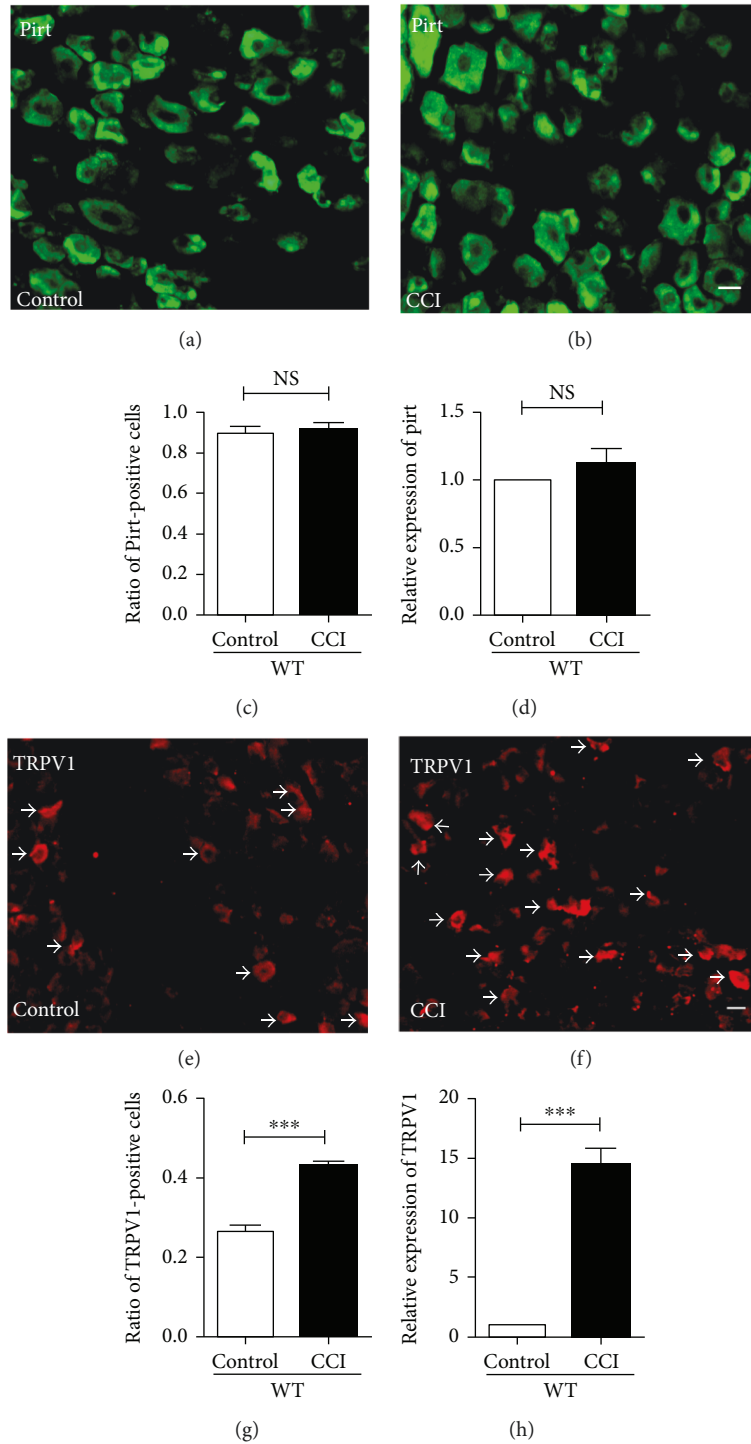 Pirt
Control
(a)
Pirt
CCI
(b)
NS
Ratio of Pirt-positive cells
1.0
0.8
0.6
0.4
0.2
0.0
Control CCI
WT
(c)
NS
Relative expression of pirt
1.5
1.0
0.5
0.0
Control CCI
WT
(d)
TRPV1
Control
(e)
TRPV1
CCI
(f)
***
Ratio of TRPV1-positive cells
0.6
0.4
0.2
0.0
Control CCI
WT
(g)
***
Relative expression of TRPV1
20
15
10
5
0
Control CCI
WT
(h)